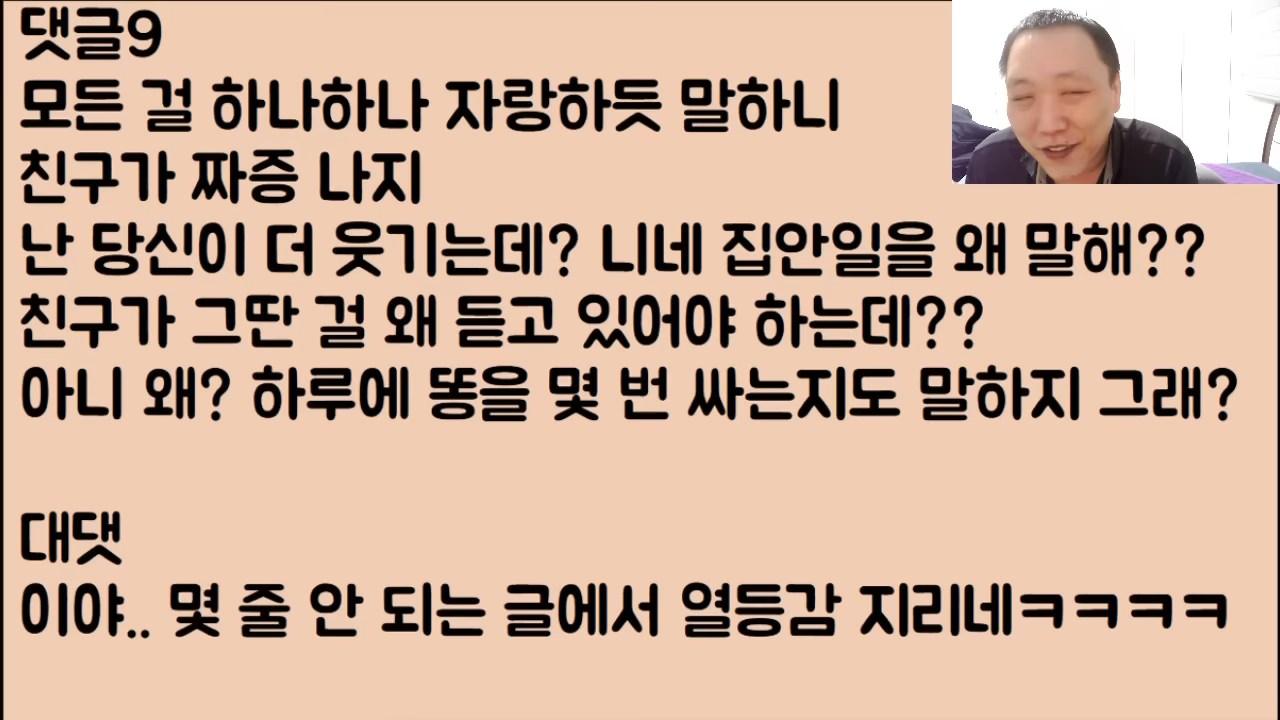 댓글9
모든 걸 하나하나 자랑하듯 말하니
친구가 짜증 나지
난 당신이 더 웃기는데? 니네 집안일을 왜 말해??
친구가 그딴 걸 왜 듣고 있어야 하는데??
아니 왜? 하루에 똥을 몇 번 싸는지도 말하지 그래?
대댓
이야.. 몇 줄 안 되는 글에서 열등감 지리네ㅋㅋㅋㅋ